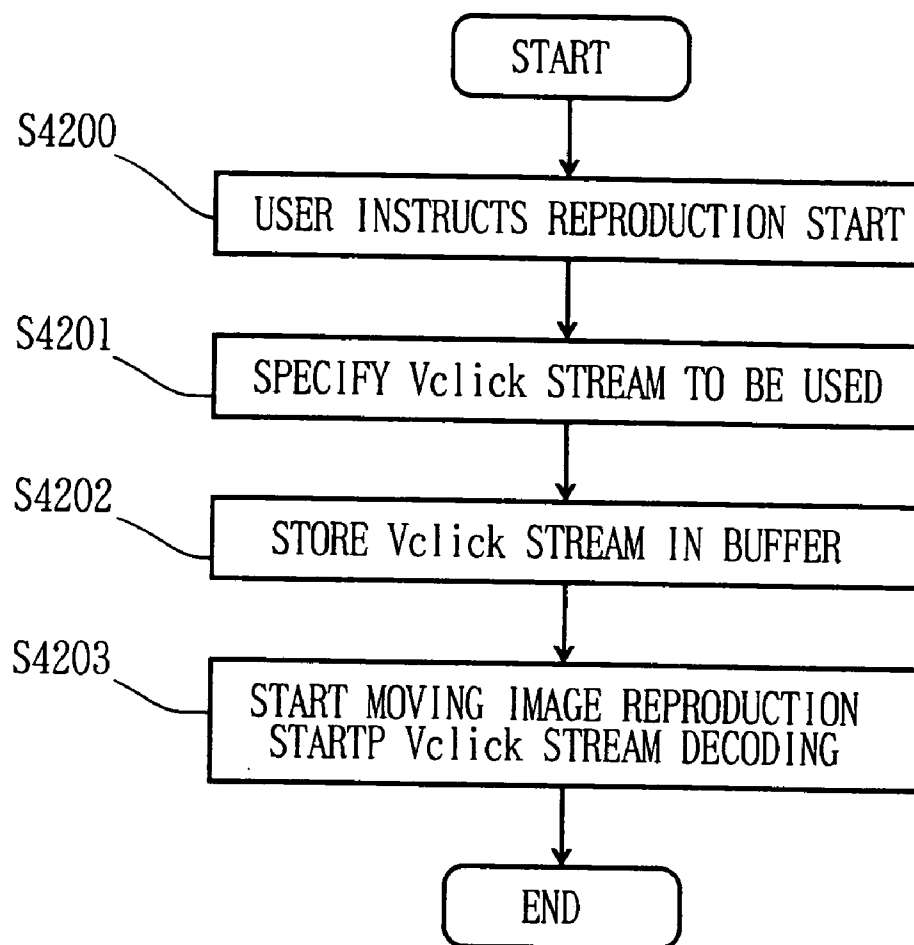 START
S4200
USER INSTRUCTS REPRODUCTION START
S4201
SPECIFY Vclick STREAM TO BE USED
S4202
STORE Vclick STREAM IN BUFFER
S4203
START MOVING IMAGE REPRODUCTION
STARTP Vclick STREAM DECODING
END